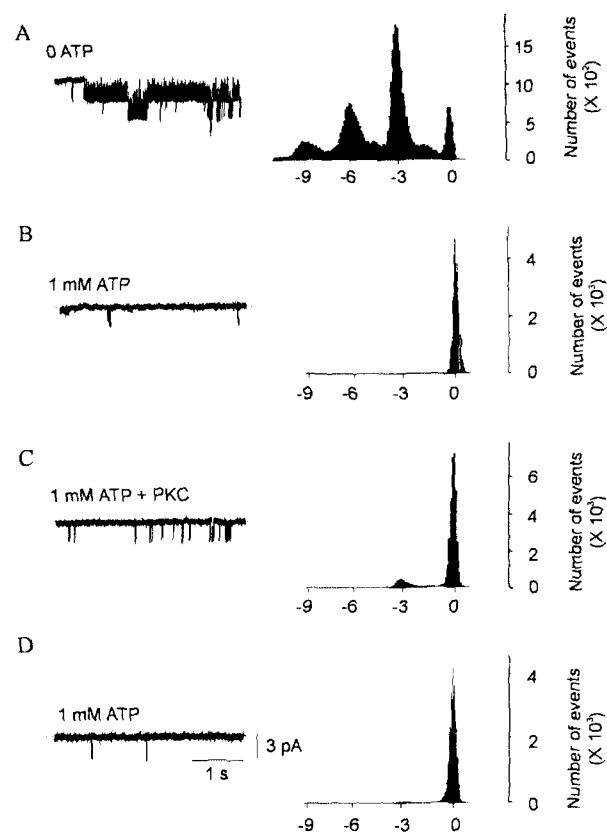 A
0 ATP
15
10
5
0
Number of events
(X 10²)
-9 -6 -3 0
B
1 mM ATP
4
2
0
Number of events
(X 10³)
-9 -6 -3 0
C
1 mM ATP + PKC
6
4
2
0
Number of events
(X 10³)
-9 -6 -3 0
D
1 mM ATP
3 pA
1 s
4
2
0
Number of events
(X 10³)
-9 -6 -3 0